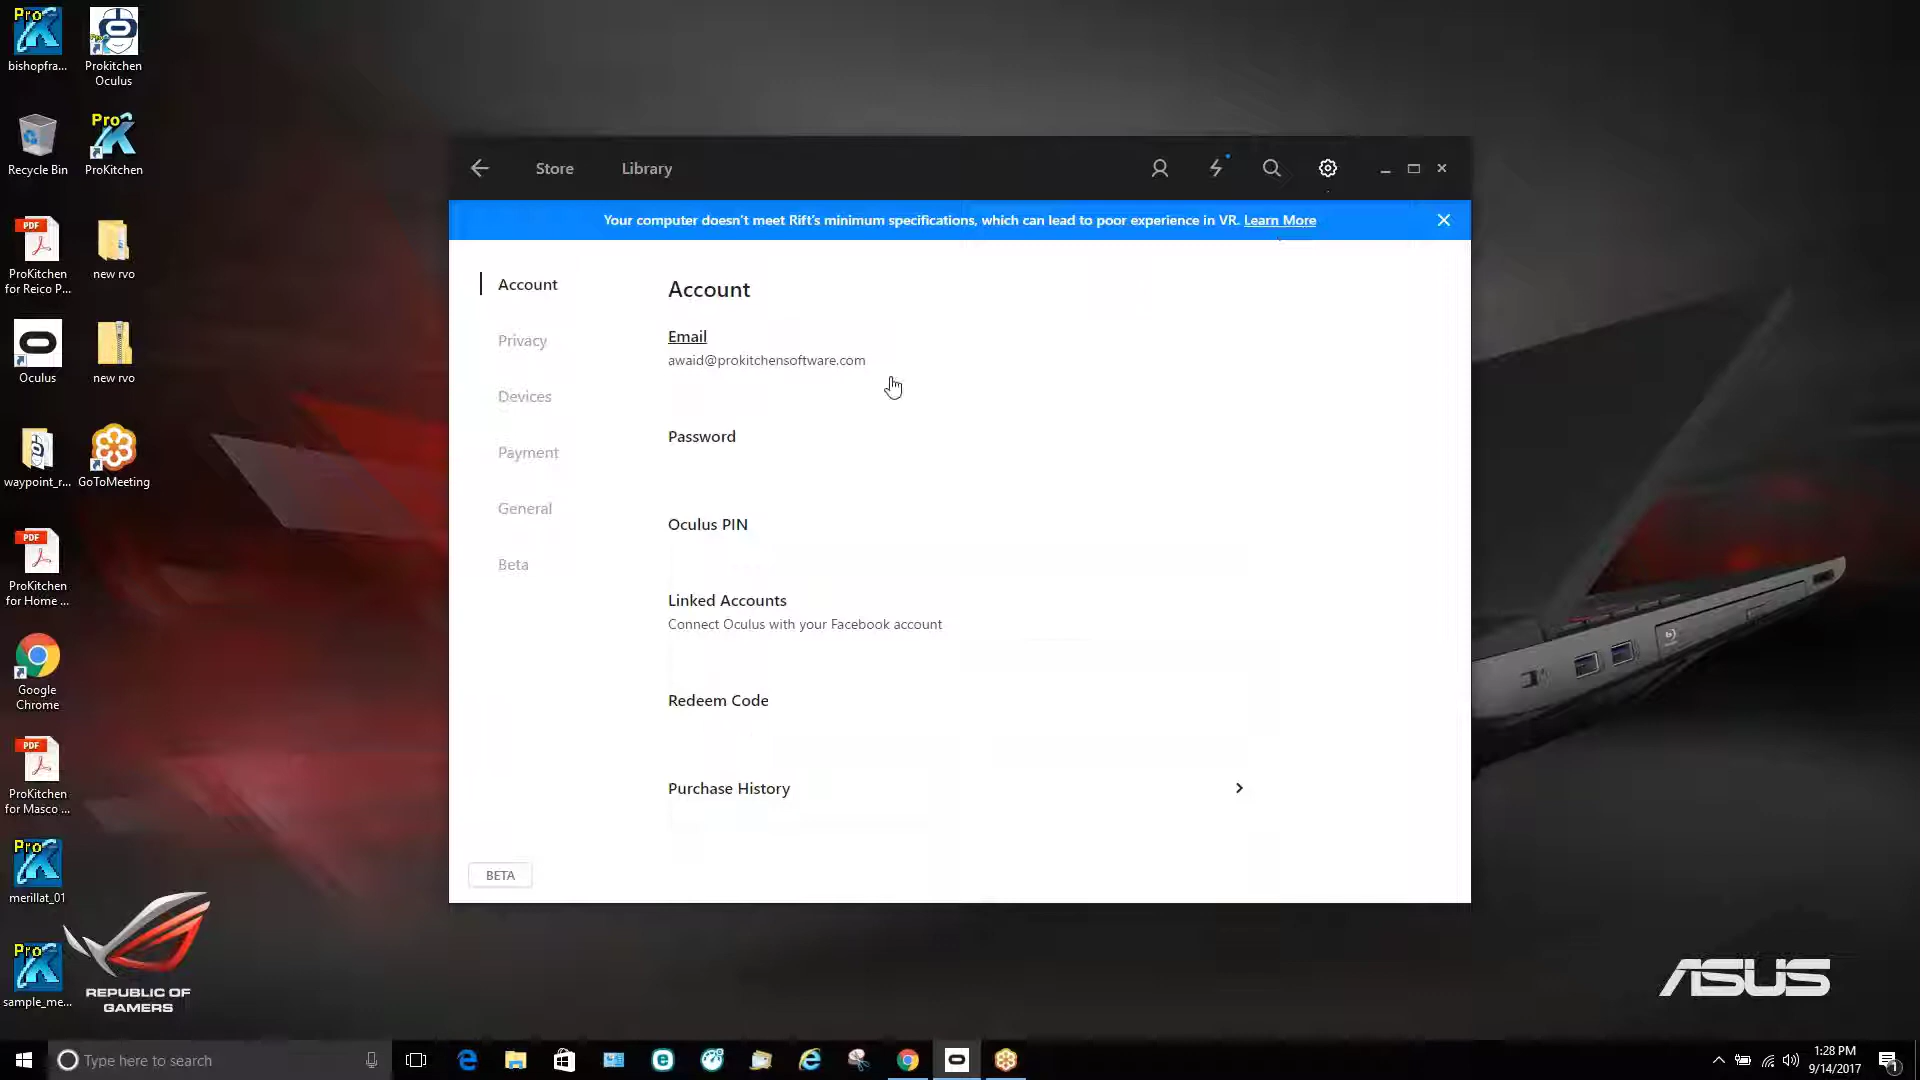 bishopfra...
Prokitchen
Oculus
Recycle Bin
ProKitchen
ProKitchen
for Reico P...
new rvo
Oculus
new rvo
waypoint_r...
GoToMeeting
ProKitchen
for Home ...
Google
Chrome
ProKitchen
for Masco ...
merillat_01
sample_me...
REPUBLIC OF
GAMERS
Store
Library
Your computer doesn't meet Rift's minimum specifications, which can lead to poor experience in VR. Learn More
Account
Privacy
Devices
Payment
General
Beta
BETA
Account
Email
awaid@prokitchensoftware.com
Password
Oculus PIN
Linked Accounts
Connect Oculus with your Facebook account
Redeem Code
Purchase History
ASUS
Type here to search
1:28 PM
9/14/2017